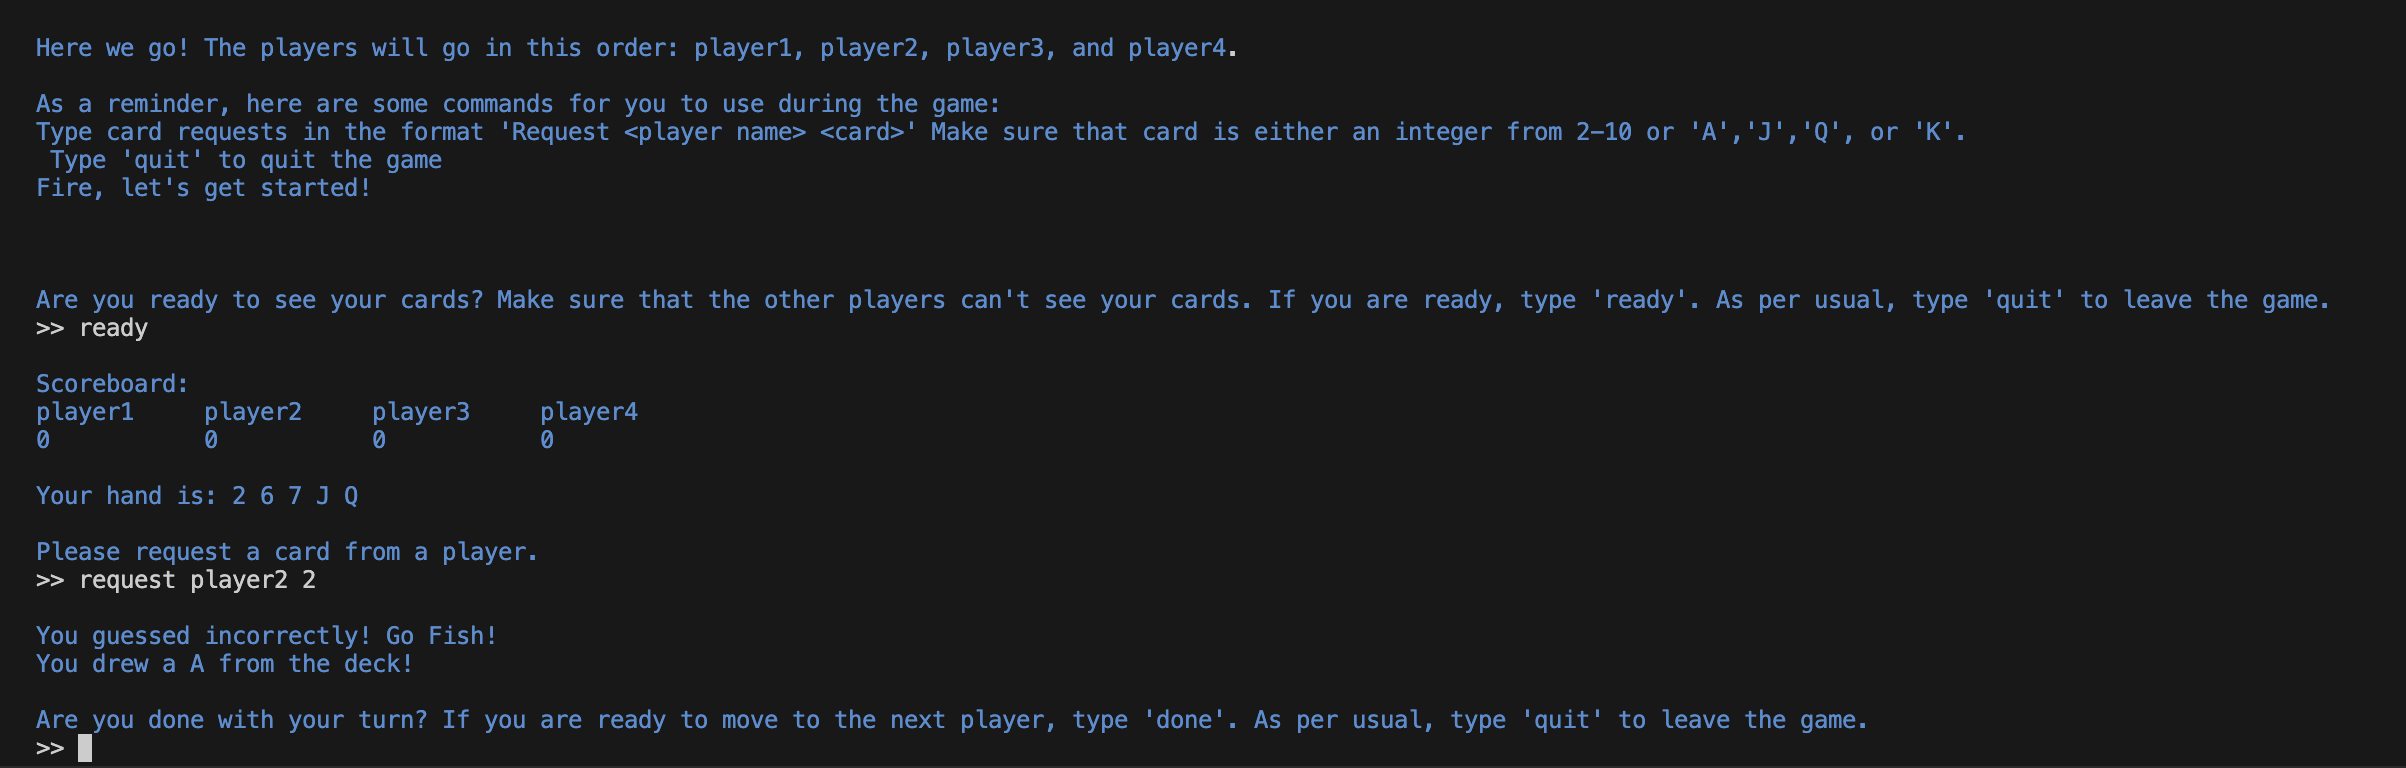 Here we go! The players will go in this order: player1, player2, player3, and player4.
As a reminder, here are some commands for you to use during the game:
Type card requests in the format 'Request <player name> <card>' Make sure that card is either an integer from 2-10 or 'A','J','Q', or 'K'.
Type 'quit' to quit the game
Fire, let's get started!
Are you ready to see your cards? Make sure that the other players can't see your cards. If you are ready, type 'ready'. As per usual, type 'quit' to leave the game.
>> ready
Scoreboard:
player1 player2 player3 player4
0 0 0 0
Your hand is: 2 6 7 J Q
Please request a card from a player.
>> request player2 2
You guessed incorrectly! Go Fish!
You drew a A from the deck!
Are you done with your turn? If you are ready to move to the next player, type 'done'. As per usual, type 'quit' to leave the game.
>>